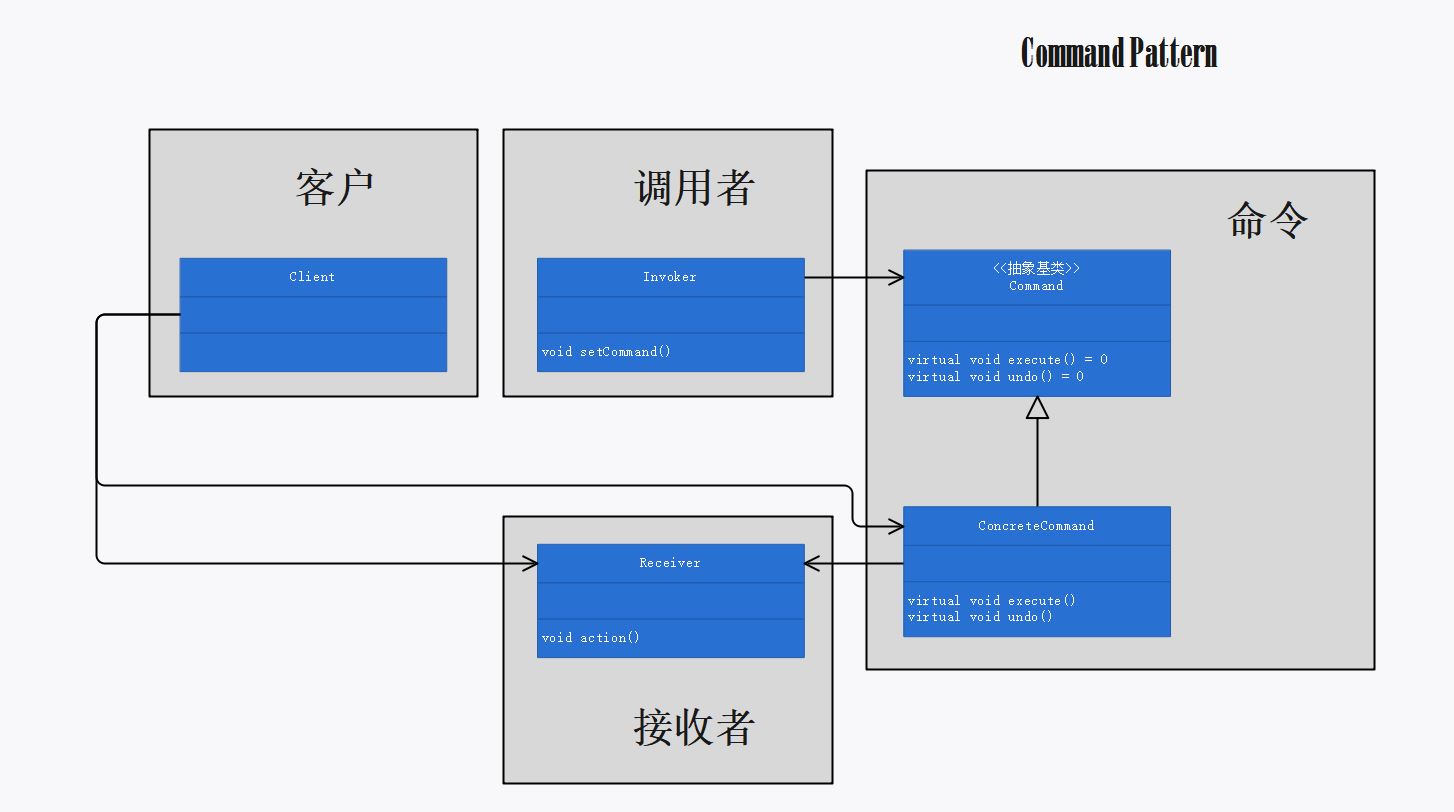 Command Pattern
客户
调用者
命令
Client
Invoker
void setCommand()
<<抽象基类>>
Command
virtual void execute() = 0
virtual void undo() = 0
ConcreteCommand
virtual void execute()
virtual void undo()
Receiver
void action()
接收者